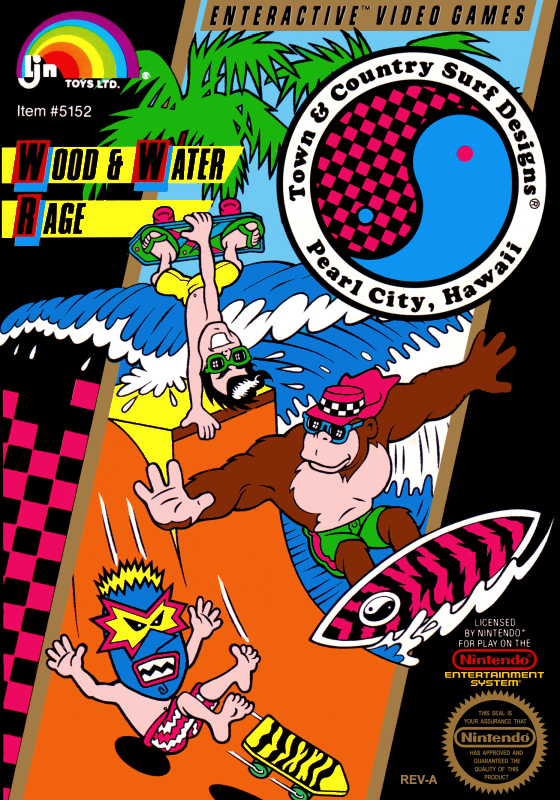 ENTERACTIVE™ VIDEO GAMES
ljn
TOYS, LTD.
®
Item #5152
WOOD & WATER
RAGE
Town & Country Surf Designs®
Pearl City, Hawaii
LICENSED
BY NINTENDO™
FOR PLAY ON THE
Nintendo®
ENTERTAINMENT
SYSTEM®
THIS SEAL IS
YOUR ASSURANCE THAT
Nintendo®
HAS APPROVED AND
GUARANTEED THE
QUALITY OF THIS
PRODUCT
REV-A